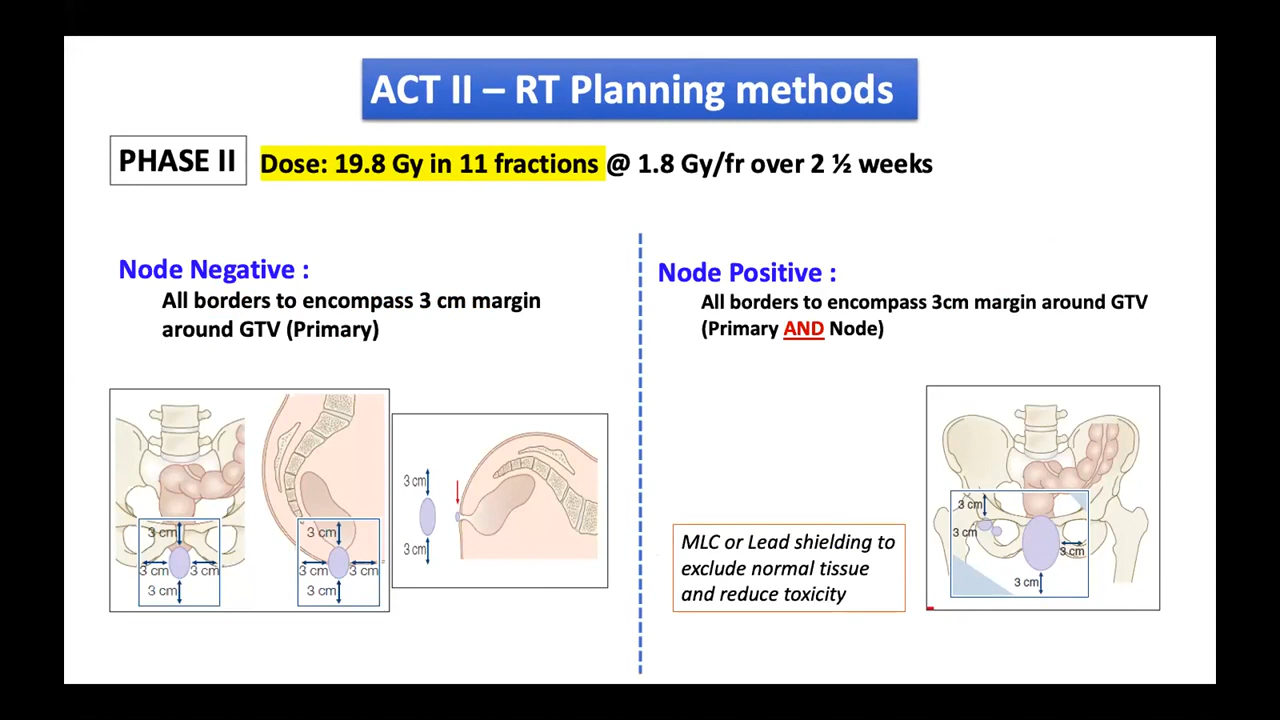 ACT II – RT Planning methods
PHASE II
Dose: 19.8 Gy in 11 fractions @ 1.8 Gy/fr over 2 ½ weeks
Node Negative :
All borders to encompass 3 cm margin
around GTV (Primary)
3 cm
3 cm
3 cm
3 cm
3 cm
3 cm
3 cm
3 cm
3 cm
3 cm
Node Positive :
All borders to encompass 3cm margin around GTV
(Primary AND Node)
MLC or Lead shielding to
exclude normal tissue
and reduce toxicity
3 cm
3 cm
3 cm
3 cm